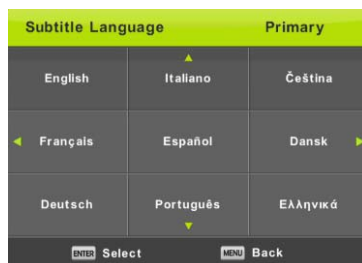 Subtitle Language Primary
English Italiano Čeština
Français Español Dansk
Deutsch Português Ελληνικά
ENTER Select MENU Back